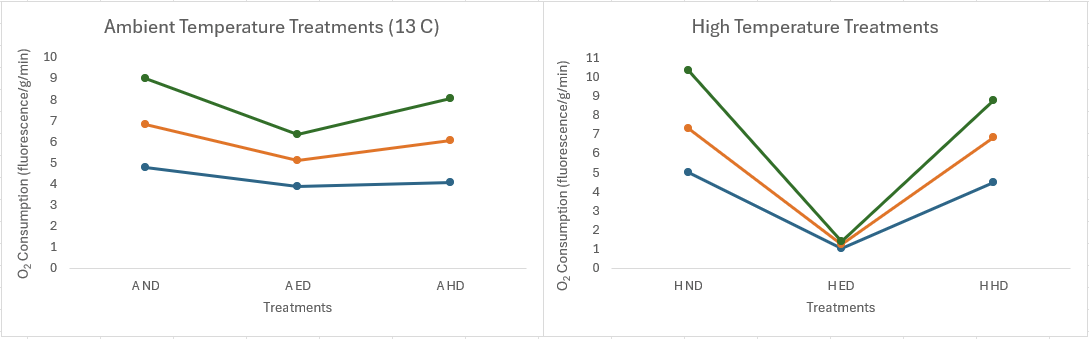 Ambient Temperature Treatments (13 C)
O2 Consumption (fluorescence/g/min)
10
9
8
7
6
5
4
3
2
1
0
A ND A ED A HD
Treatments
High Temperature Treatments
O2 Consumption (fluorescence/g/min)
11
10
9
8
7
6
5
4
3
2
1
0
H ND H ED H HD
Treatments